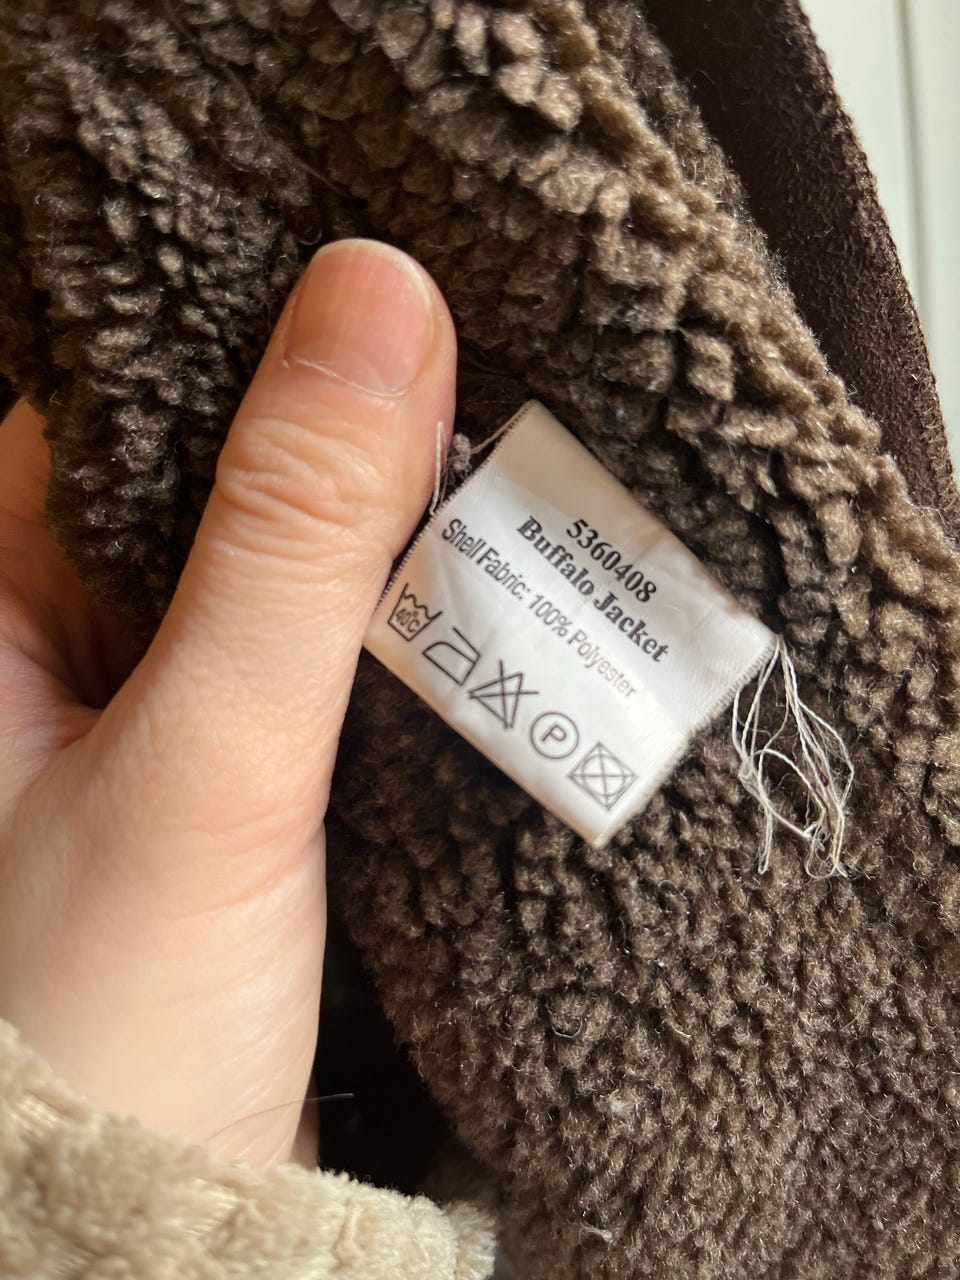 5360408
Buffalo Jacket
Shell Fabric: 100% Polyester
40°C
P